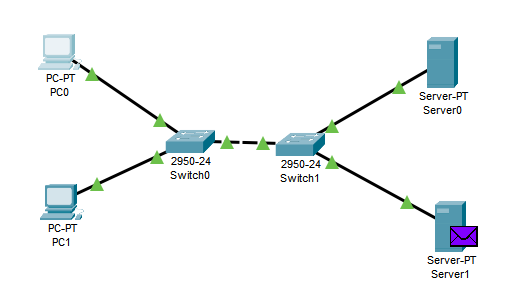 PC-PT
PC0
Server-PT
Server0
2950-24
Switch0
2950-24
Switch1
PC-PT
PC1
Server-PT
Server1